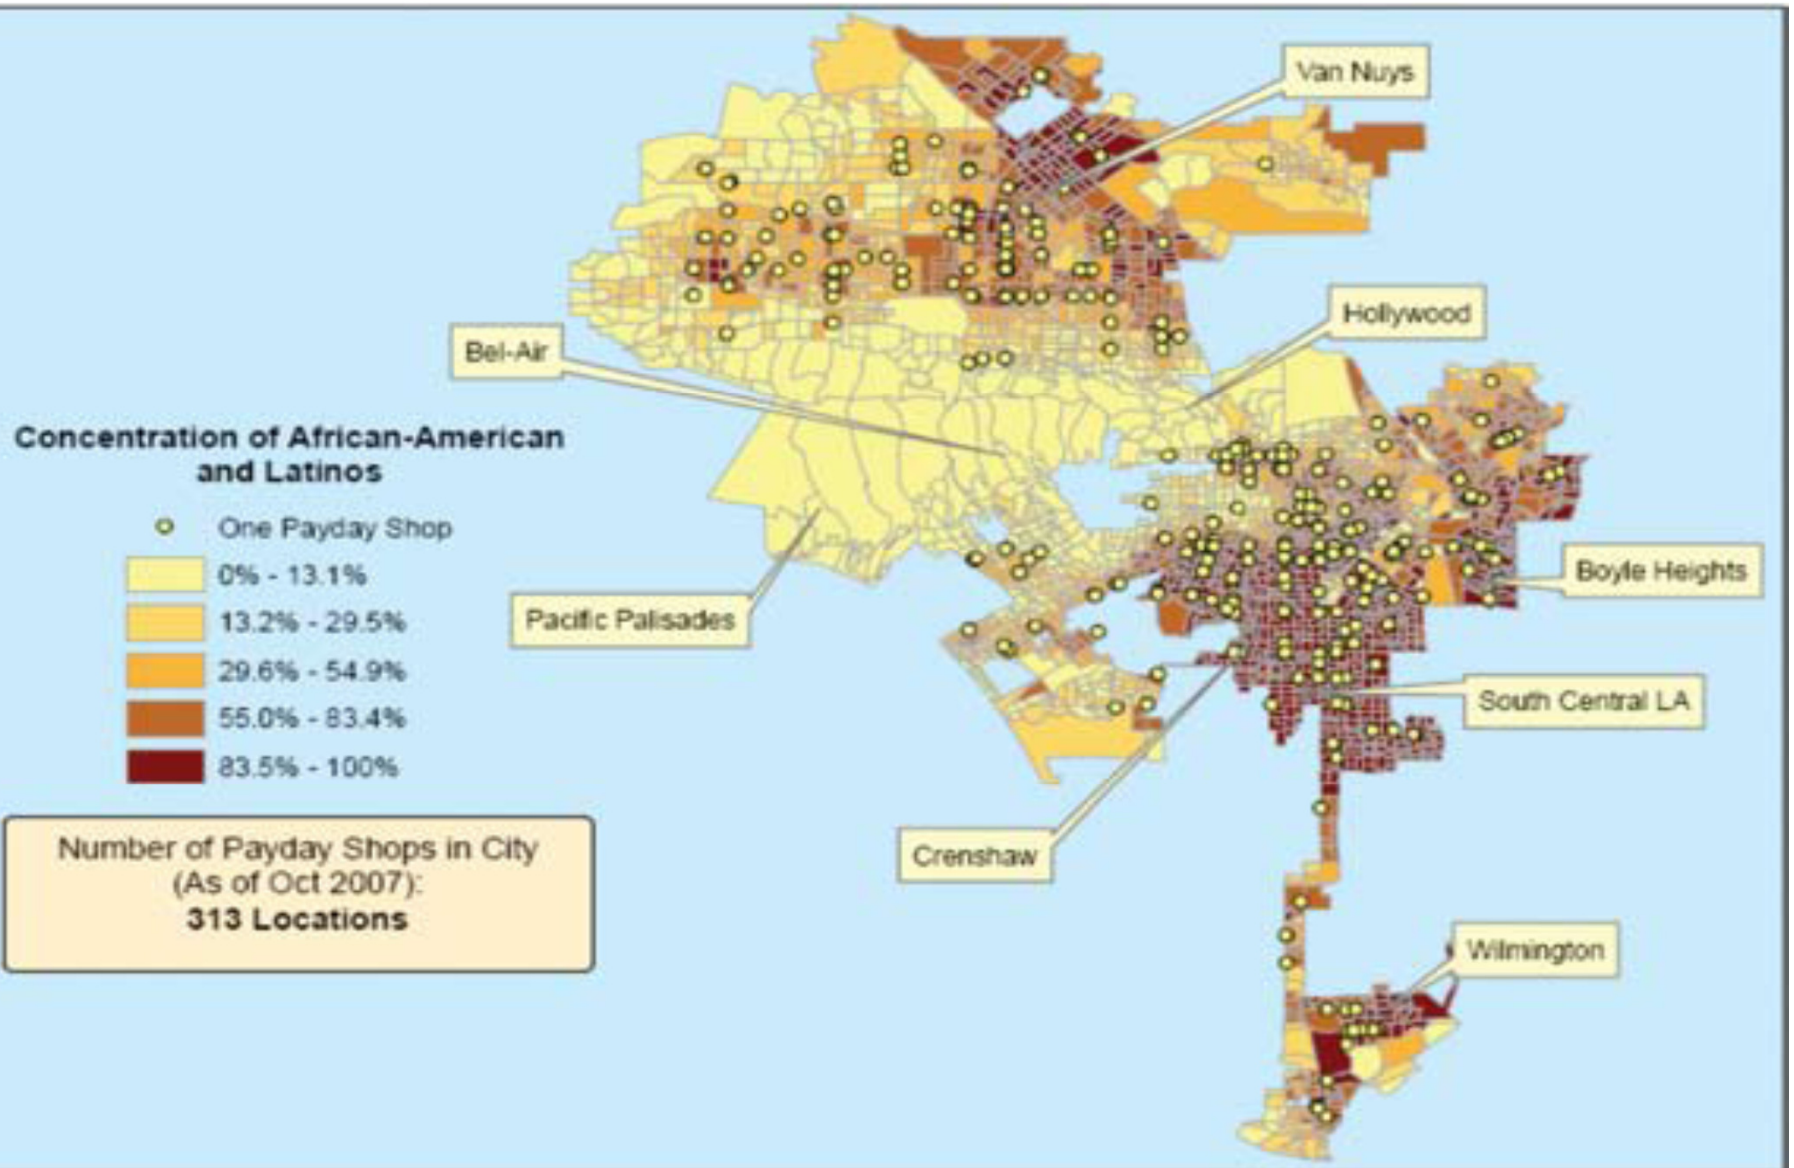 Van Nuys
Hollywood
Bel-Air
Concentration of African-American
and Latinos
One Payday Shop
0% - 13.1%
13.2% - 29.5%
29.6% - 54.9%
55.0% - 83.4%
83.5% - 100%
Pacific Palisades
Boyle Heights
South Central LA
Crenshaw
Number of Payday Shops in City
(As of Oct 2007):
313 Locations
Wilmington